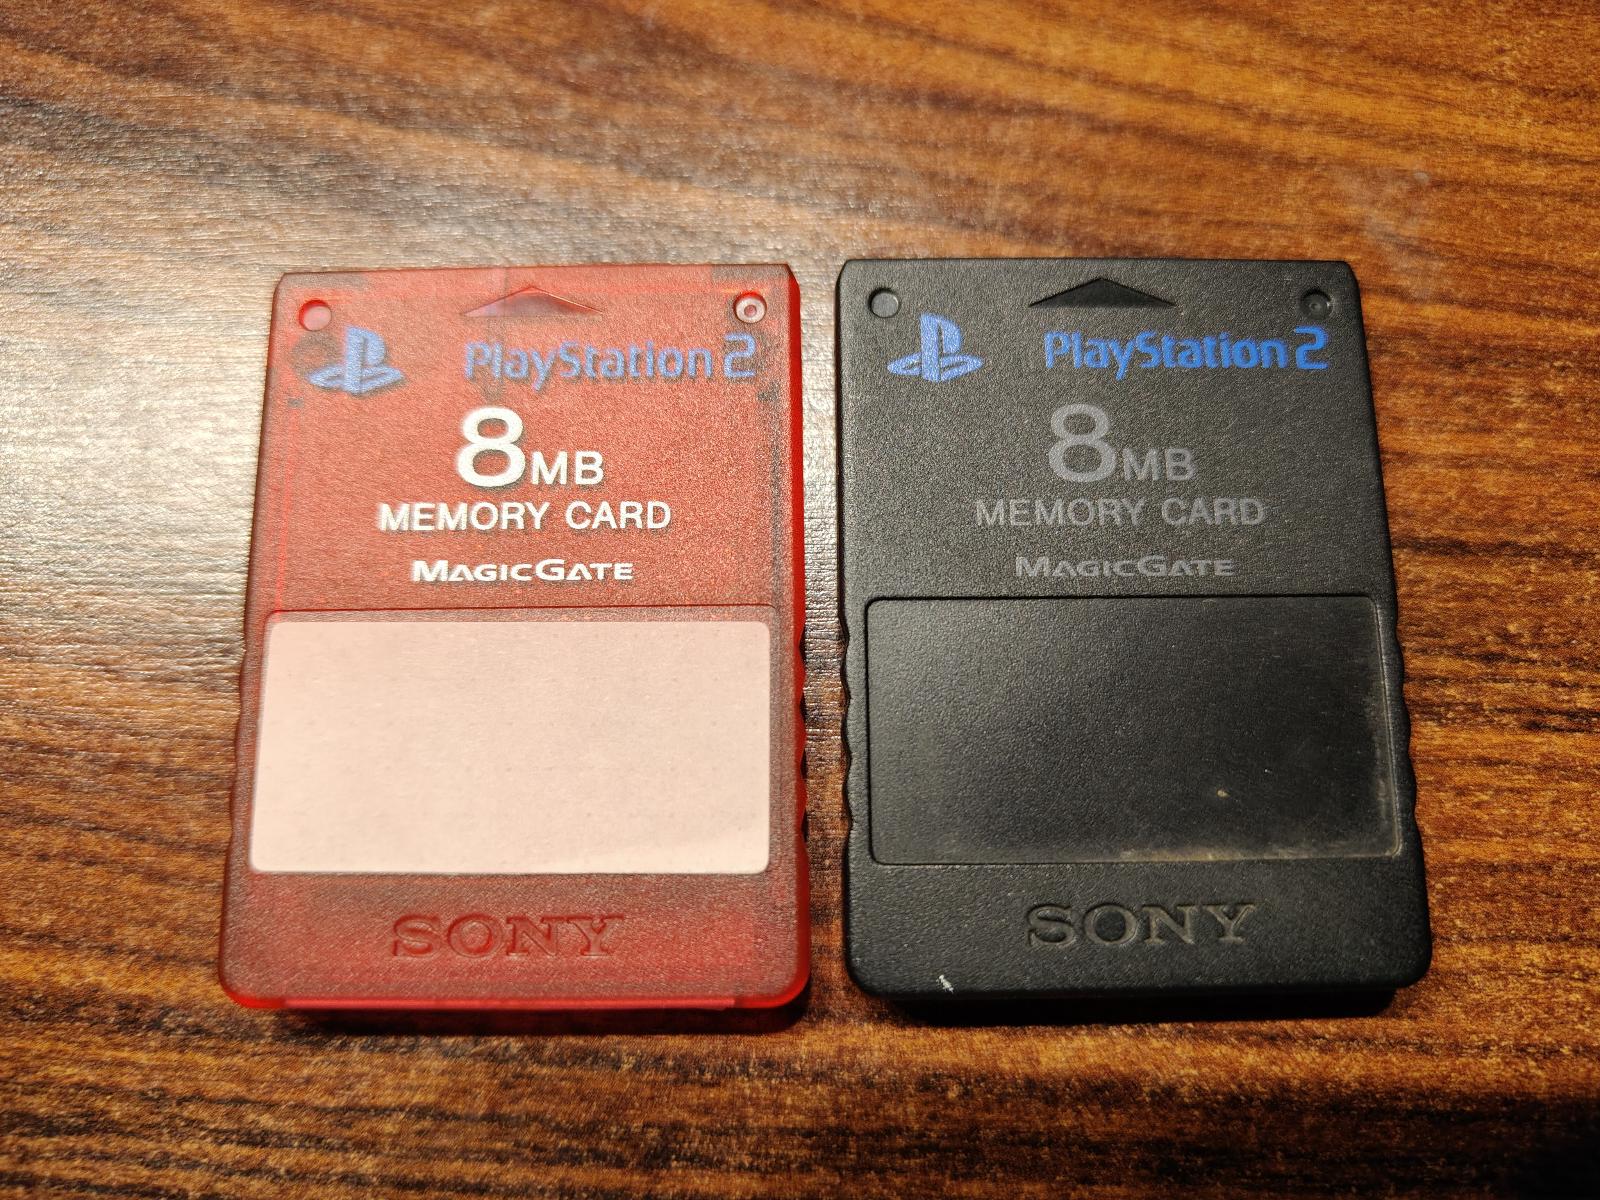 PlayStation 2
8MB
MEMORY CARD
MAGICGATE
SONY
PlayStation 2
8MB
MEMORY CARD
MAGICGATE
SONY